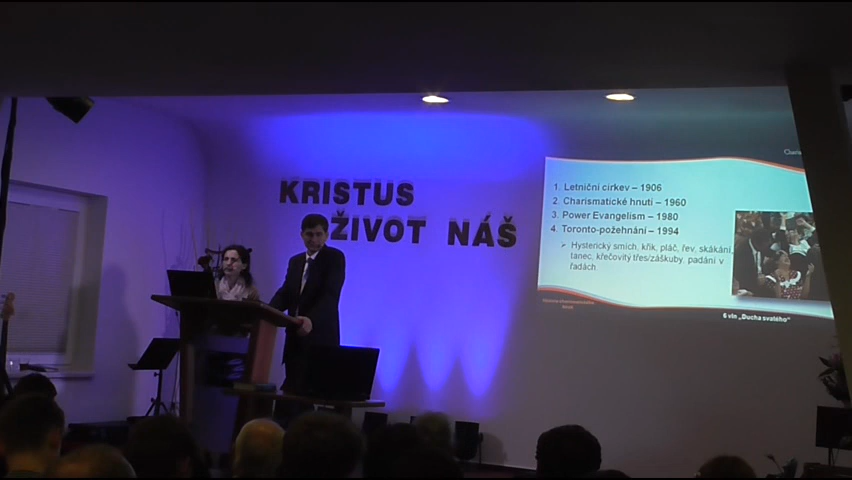 KRISTUS
ŽIVOT NÁŠ
Charis
1. Letniční církev – 1906
2. Charismatické hnutí – 1960
3. Power Evangelism – 1980
4. Toronto-požehnání – 1994
➢ Hysterický smích, křik, pláč, řev, skákání,
tanec, křečovitý třes/záškuby, padání v
řadách
6 vln „Ducha svatého“